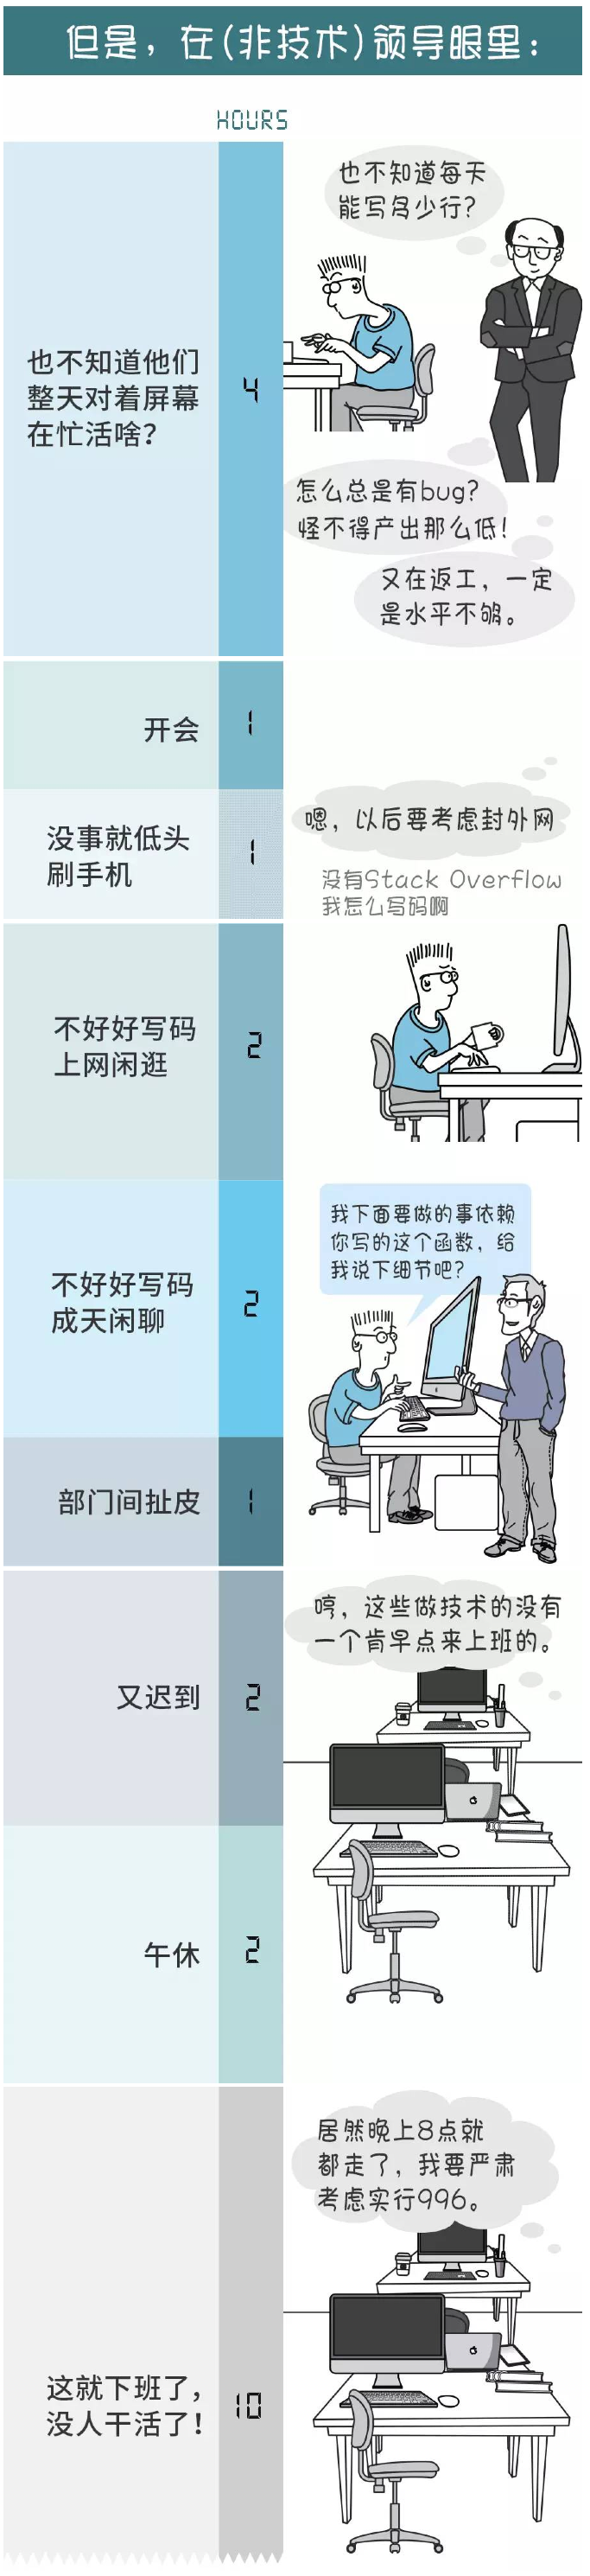 但是，在(非技术)领导眼里：
HOURS
也不知道每天
能写多少行？
也不知道他们
整天对着屏幕
在忙活啥？
4
怎么总是有bug？
怪不得产出那么低！
又在返工，一定
是水平不够。
开会
1
嗯，以后要考虑封外网
没事就低头
刷手机
1
没有Stack Overflow
我怎么写码啊
不好好写码
上网闲逛
2
我下面要做的事依赖
你写的这个函数，给
我说下细节吧？
不好好写码
成天闲聊
2
部门间扯皮
1
哼，这些做技术的没有
一个肯早点来上班的。
又迟到
2
午休
2
居然晚上8点就
都走了，我要严肃
考虑实行996。
这就下班了，
没人干活了！
10